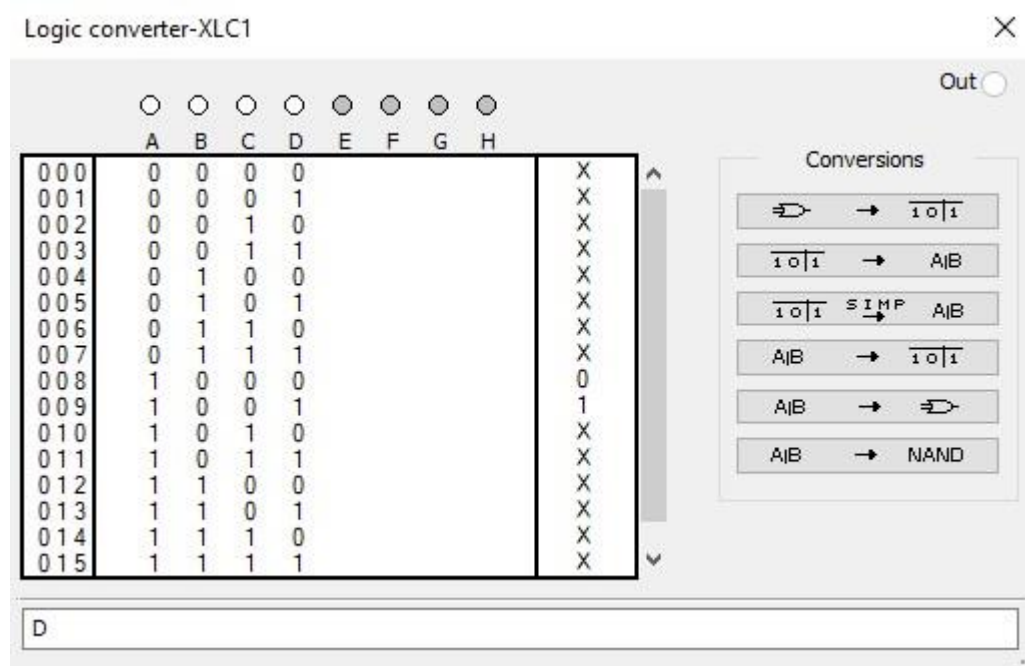 Logic converter-XLC1
Out
A B C D E F G H
000 0 0 0 0 X
001 0 0 0 1 X
002 0 0 1 0 X
003 0 0 1 1 X
004 0 1 0 0 X
005 0 1 0 1 X
006 0 1 1 0 X
007 0 1 1 1 X
008 1 0 0 0 0
009 1 0 0 1 1
010 1 0 1 0 X
011 1 0 1 1 X
012 1 1 0 0 X
013 1 1 0 1 X
014 1 1 1 0 X
015 1 1 1 1 X
Conversions
→ 1 0|1
1 0|1 → A|B
1 0|1 SIMP → A|B
A|B → 1 0|1
A|B →
A|B → NAND
D